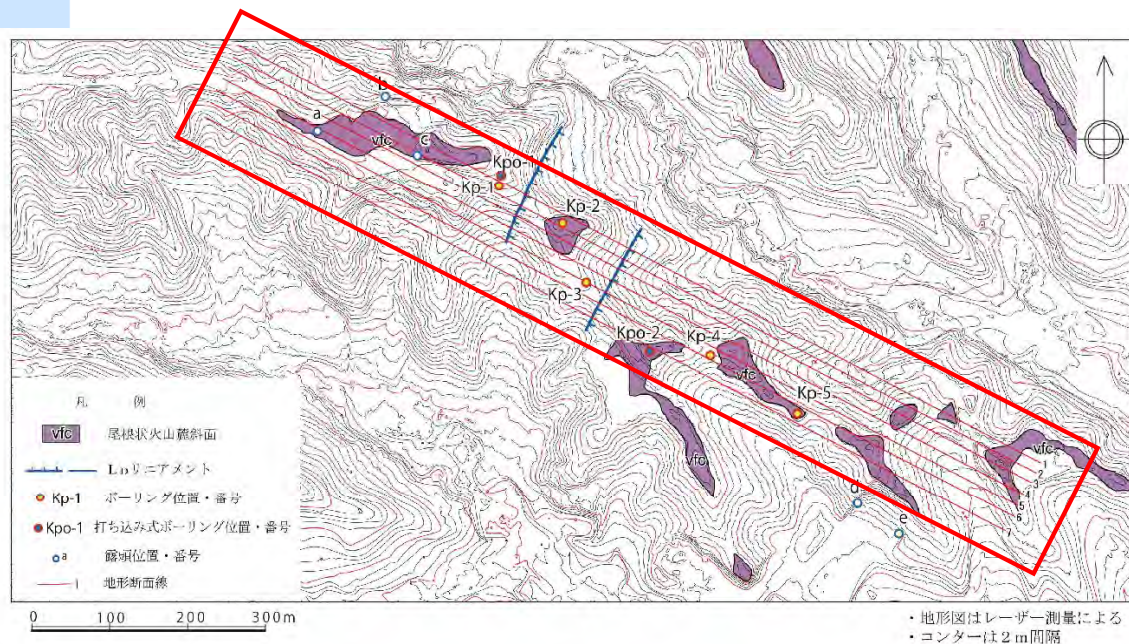 b
a
vfc
c
Kpo-1
Kp-1
Kp-2
Kp-3
Kpo-2
Kp-4
vfc
Kp-5
vfc
vfc
d
e
1
2
3
4
5
6
7
凡 例
vfc 尾根状火山麓斜面
LDリニアメント
Kp-1 ボーリング位置・番号
Kpo-1 打ち込み式ボーリング位置・番号
a 露頭位置・番号
1 地形断面線
0 100 200 300m
・地形図はレーザー測量による
・コンターは2m間隔